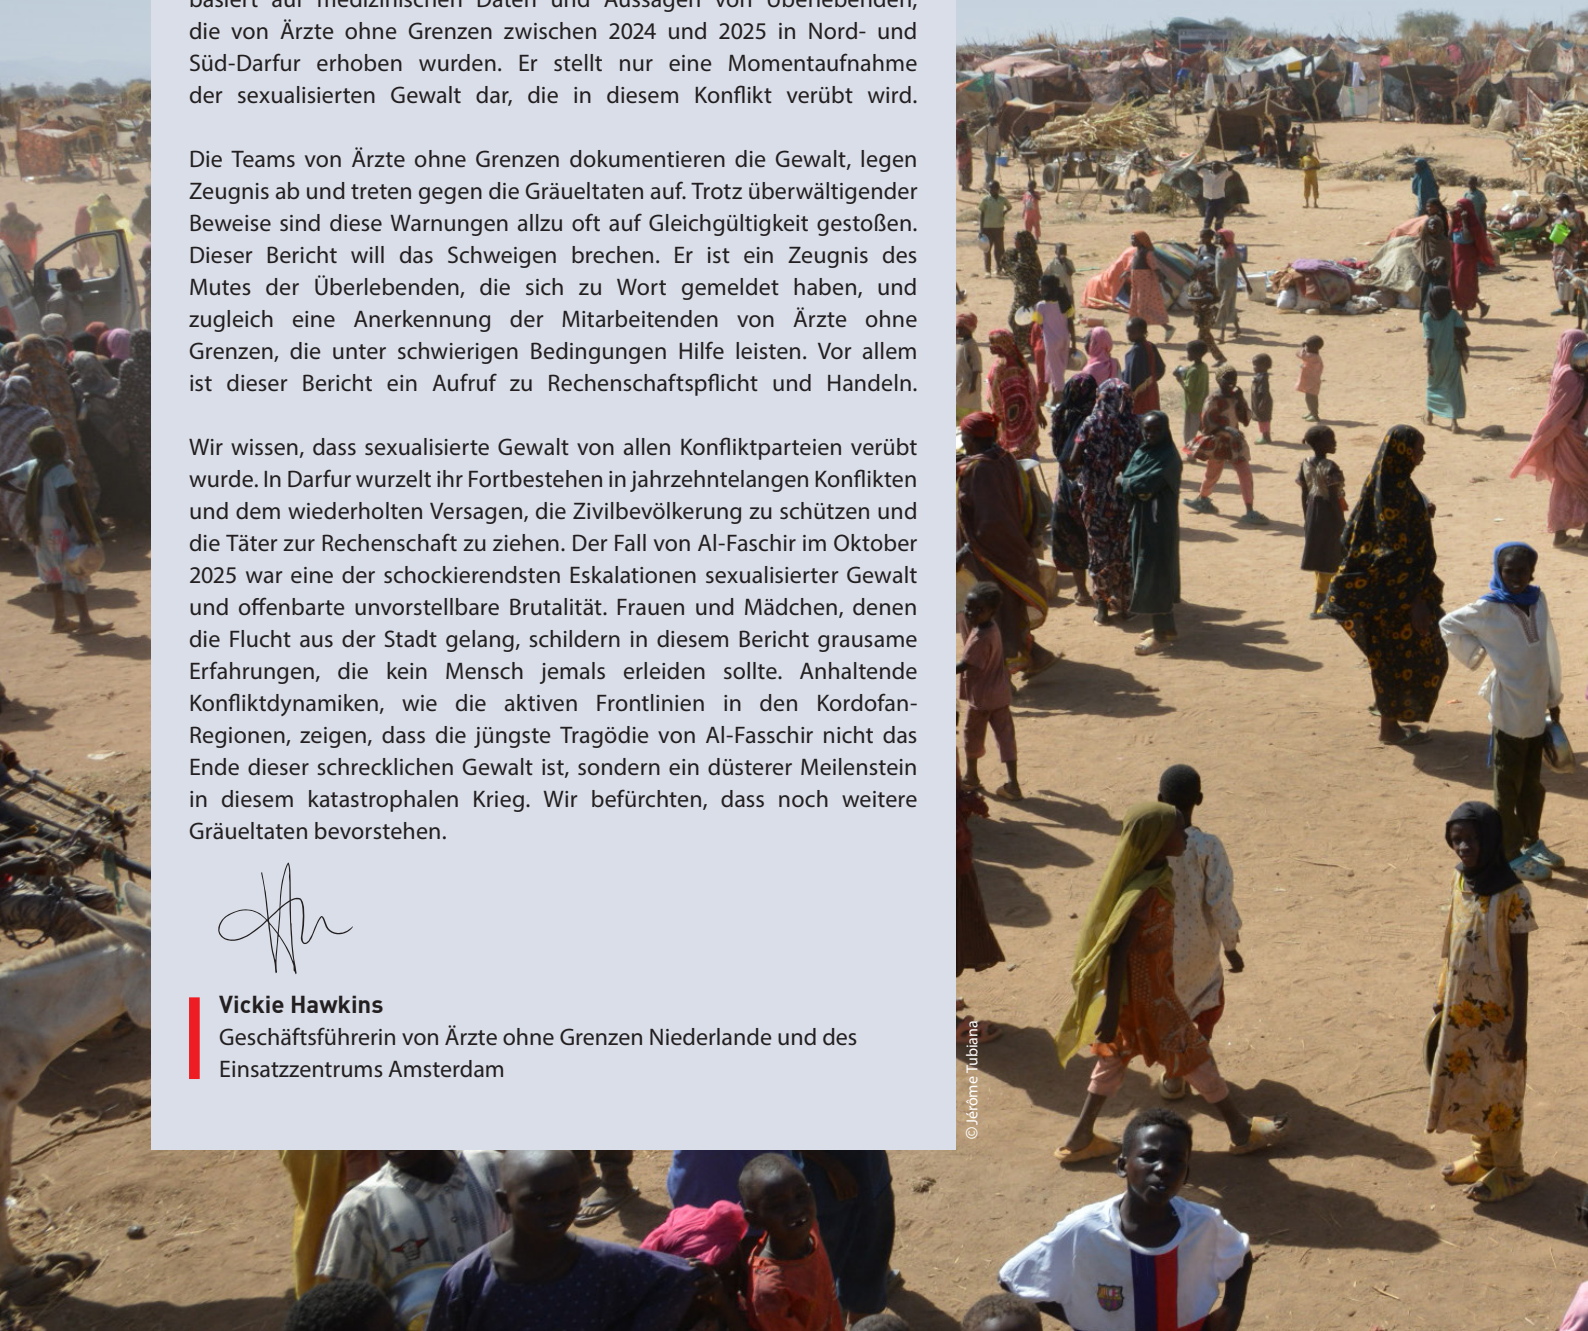 basiert auf medizinischen Daten und Aussagen von Überlebenden,
die von Ärzte ohne Grenzen zwischen 2024 und 2025 in Nord- und
Süd-Darfur erhoben wurden. Er stellt nur eine Momentaufnahme
der sexualisierten Gewalt dar, die in diesem Konflikt verübt wird.
Die Teams von Ärzte ohne Grenzen dokumentieren die Gewalt, legen
Zeugnis ab und treten gegen die Gräueltaten auf. Trotz überwältigender
Beweise sind diese Warnungen allzu oft auf Gleichgültigkeit gestoßen.
Dieser Bericht will das Schweigen brechen. Er ist ein Zeugnis des
Mutes der Überlebenden, die sich zu Wort gemeldet haben, und
zugleich eine Anerkennung der Mitarbeitenden von Ärzte ohne
Grenzen, die unter schwierigen Bedingungen Hilfe leisten. Vor allem
ist dieser Bericht ein Aufruf zu Rechenschaftspflicht und Handeln.
Wir wissen, dass sexualisierte Gewalt von allen Konfliktparteien verübt
wurde. In Darfur wurzelt ihr Fortbestehen in jahrzehntelangen Konflikten
und dem wiederholten Versagen, die Zivilbevölkerung zu schützen und
die Täter zur Rechenschaft zu ziehen. Der Fall von Al-Faschir im Oktober
2025 war eine der schockierendsten Eskalationen sexualisierter Gewalt
und offenbarte unvorstellbare Brutalität. Frauen und Mädchen, denen
die Flucht aus der Stadt gelang, schildern in diesem Bericht grausame
Erfahrungen, die kein Mensch jemals erleiden sollte. Anhaltende
Konfliktdynamiken, wie die aktiven Frontlinien in den Kordofan-
Regionen, zeigen, dass die jüngste Tragödie von Al-Fasschir nicht das
Ende dieser schrecklichen Gewalt ist, sondern ein düsterer Meilenstein
in diesem katastrophalen Krieg. Wir befürchten, dass noch weitere
Gräueltaten bevorstehen.
Vickie Hawkins
Geschäftsführerin von Ärzte ohne Grenzen Niederlande und des
Einsatzzentrums Amsterdam
© Jérôme Tubiana